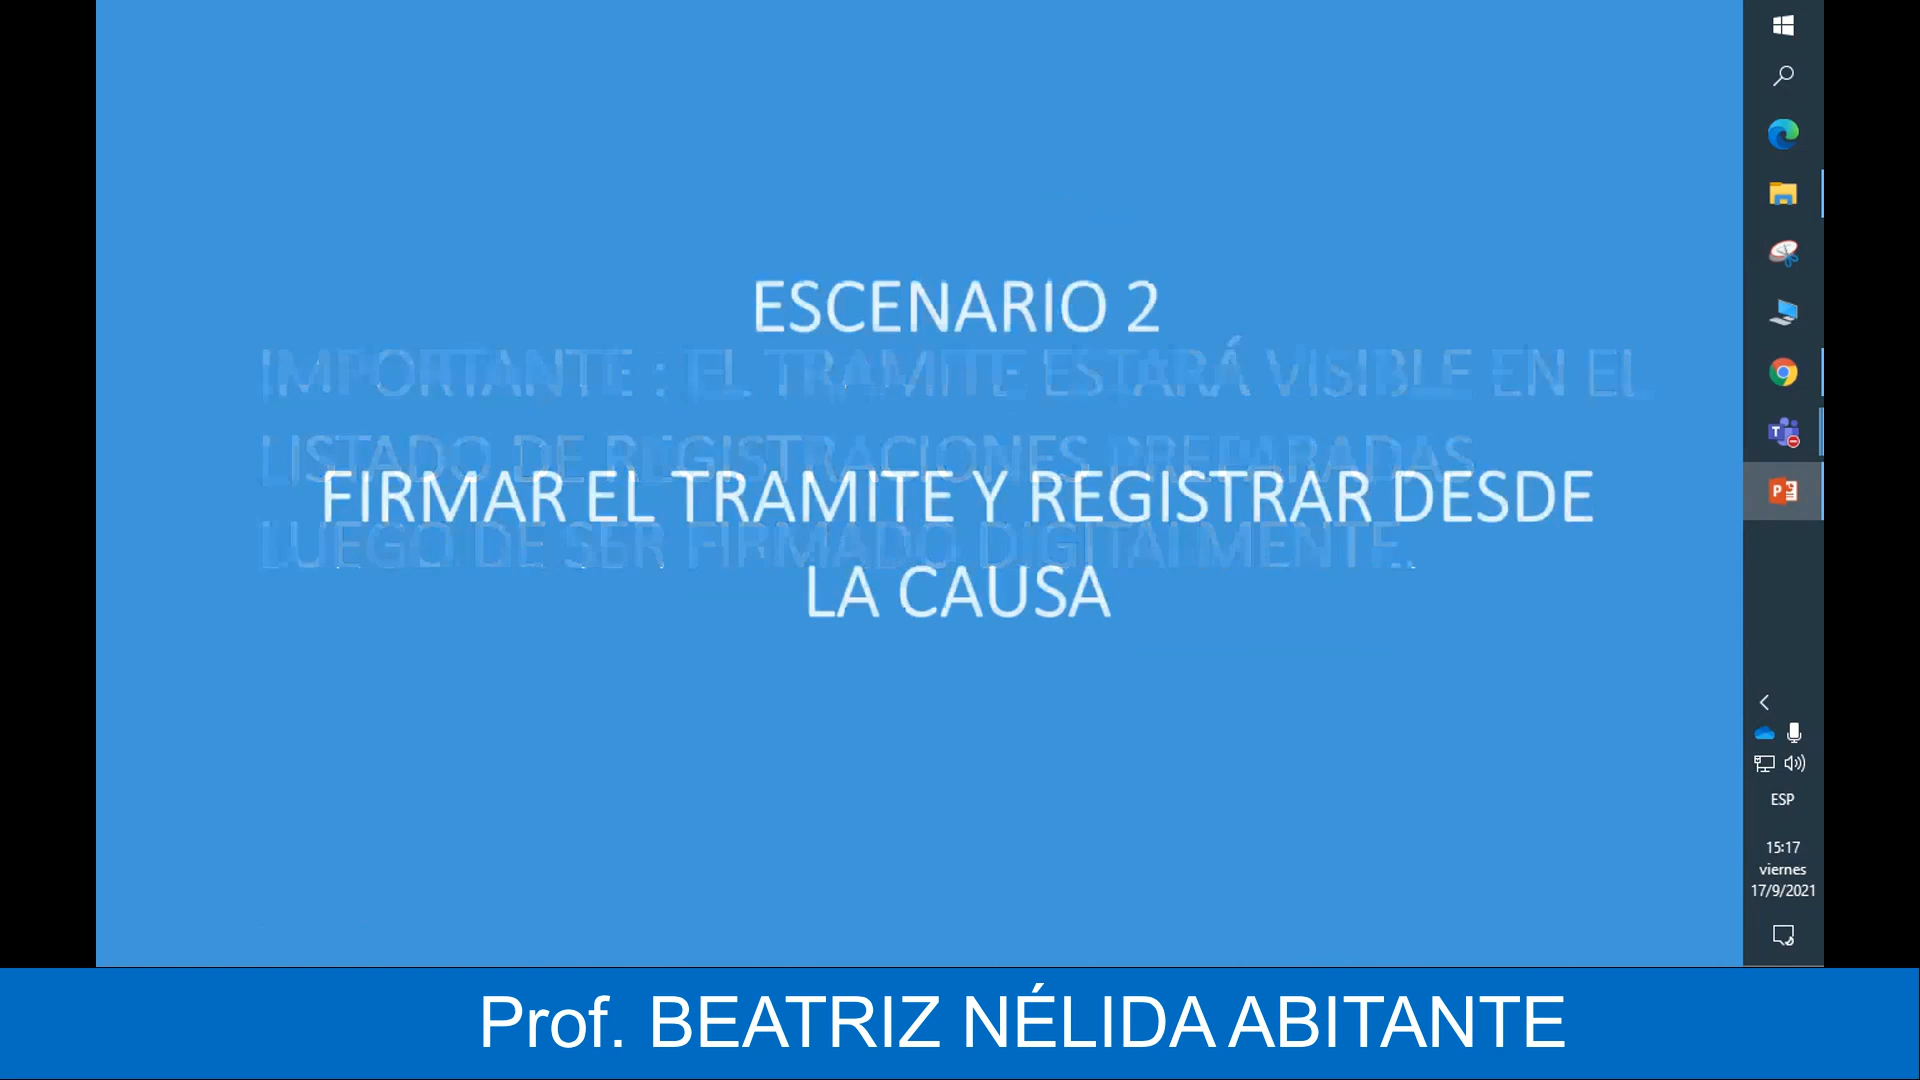 ESCENARIO 2
IMPORTANTE : EL TRAMITE ESTARÁ VISIBLE EN EL
LISTADO DE REGISTRACIONES PREPARADAS
FIRMAR EL TRAMITE Y REGISTRAR DESDE
LUEGO DE SER FIRMADO DIGITALMENTE.
LA CAUSA
ESP
15:17
viernes
17/9/2021
Prof. BEATRIZ NÉLIDA ABITANTE